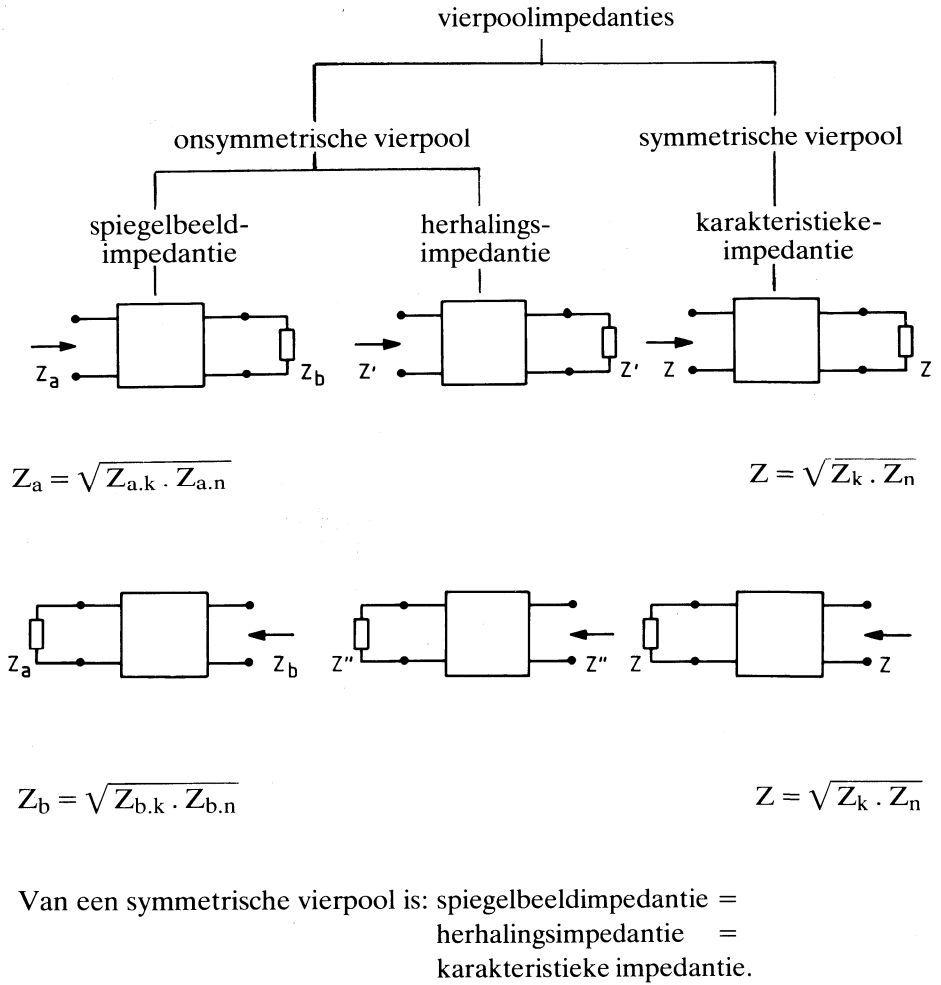 vierpoolimpedanties
onsymmetrische vierpool
symmetrische vierpool
spiegelbeeld-
impedantie
herhalings-
impedantie
karakteristieke-
impedantie
Za
Zb
Z'
Z'
Z
Z
Za = √Za.k . Za.n
Z = √Zk . Zn
Za
Zb
Z"
Z"
Z
Z
Zb = √Zb.k . Zb.n
Z = √Zk . Zn
Van een symmetrische vierpool is: spiegelbeeldimpedantie =
herhalingsimpedantie =
karakteristieke impedantie.